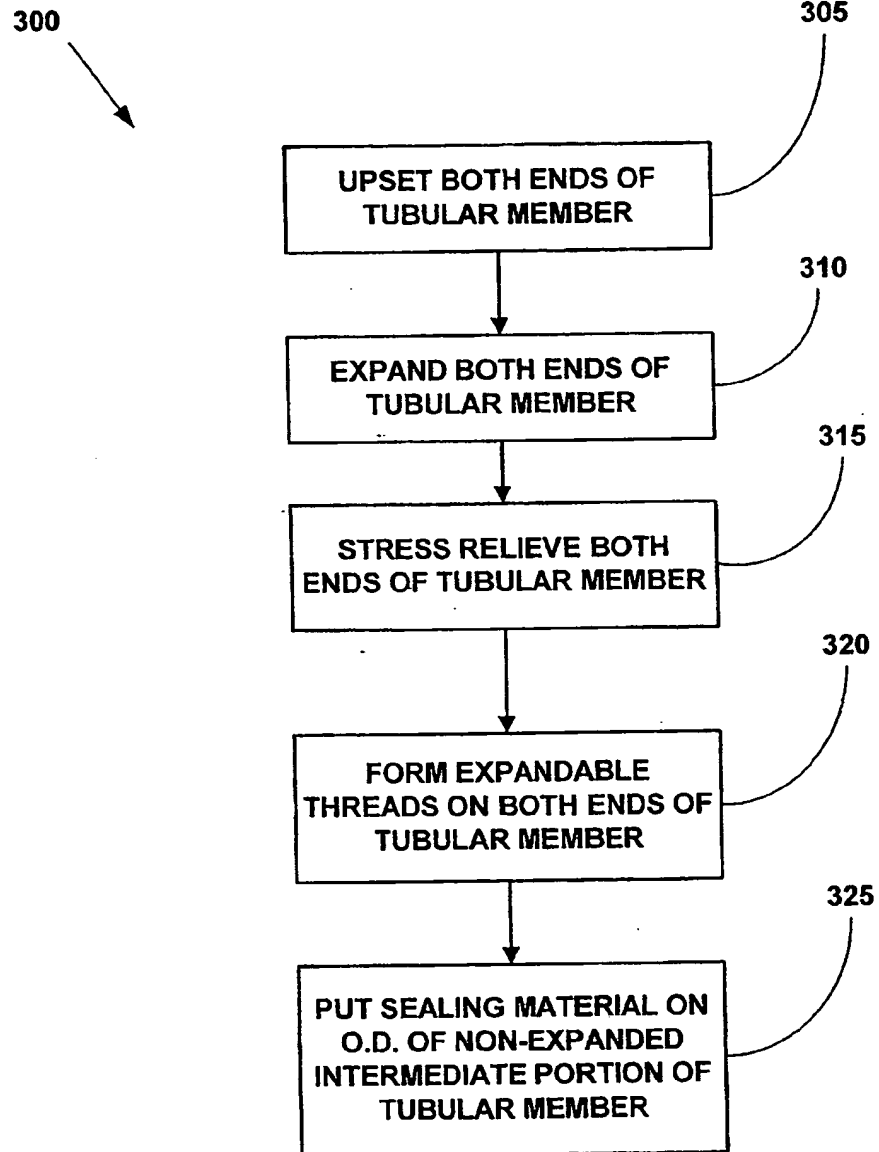 300
305
UPSET BOTH ENDS OF
TUBULAR MEMBER
310
EXPAND BOTH ENDS OF
TUBULAR MEMBER
315
STRESS RELIEVE BOTH
ENDS OF TUBULAR MEMBER
320
FORM EXPANDABLE
THREADS ON BOTH ENDS OF
TUBULAR MEMBER
325
PUT SEALING MATERIAL ON
O.D. OF NON-EXPANDED
INTERMEDIATE PORTION OF
TUBULAR MEMBER